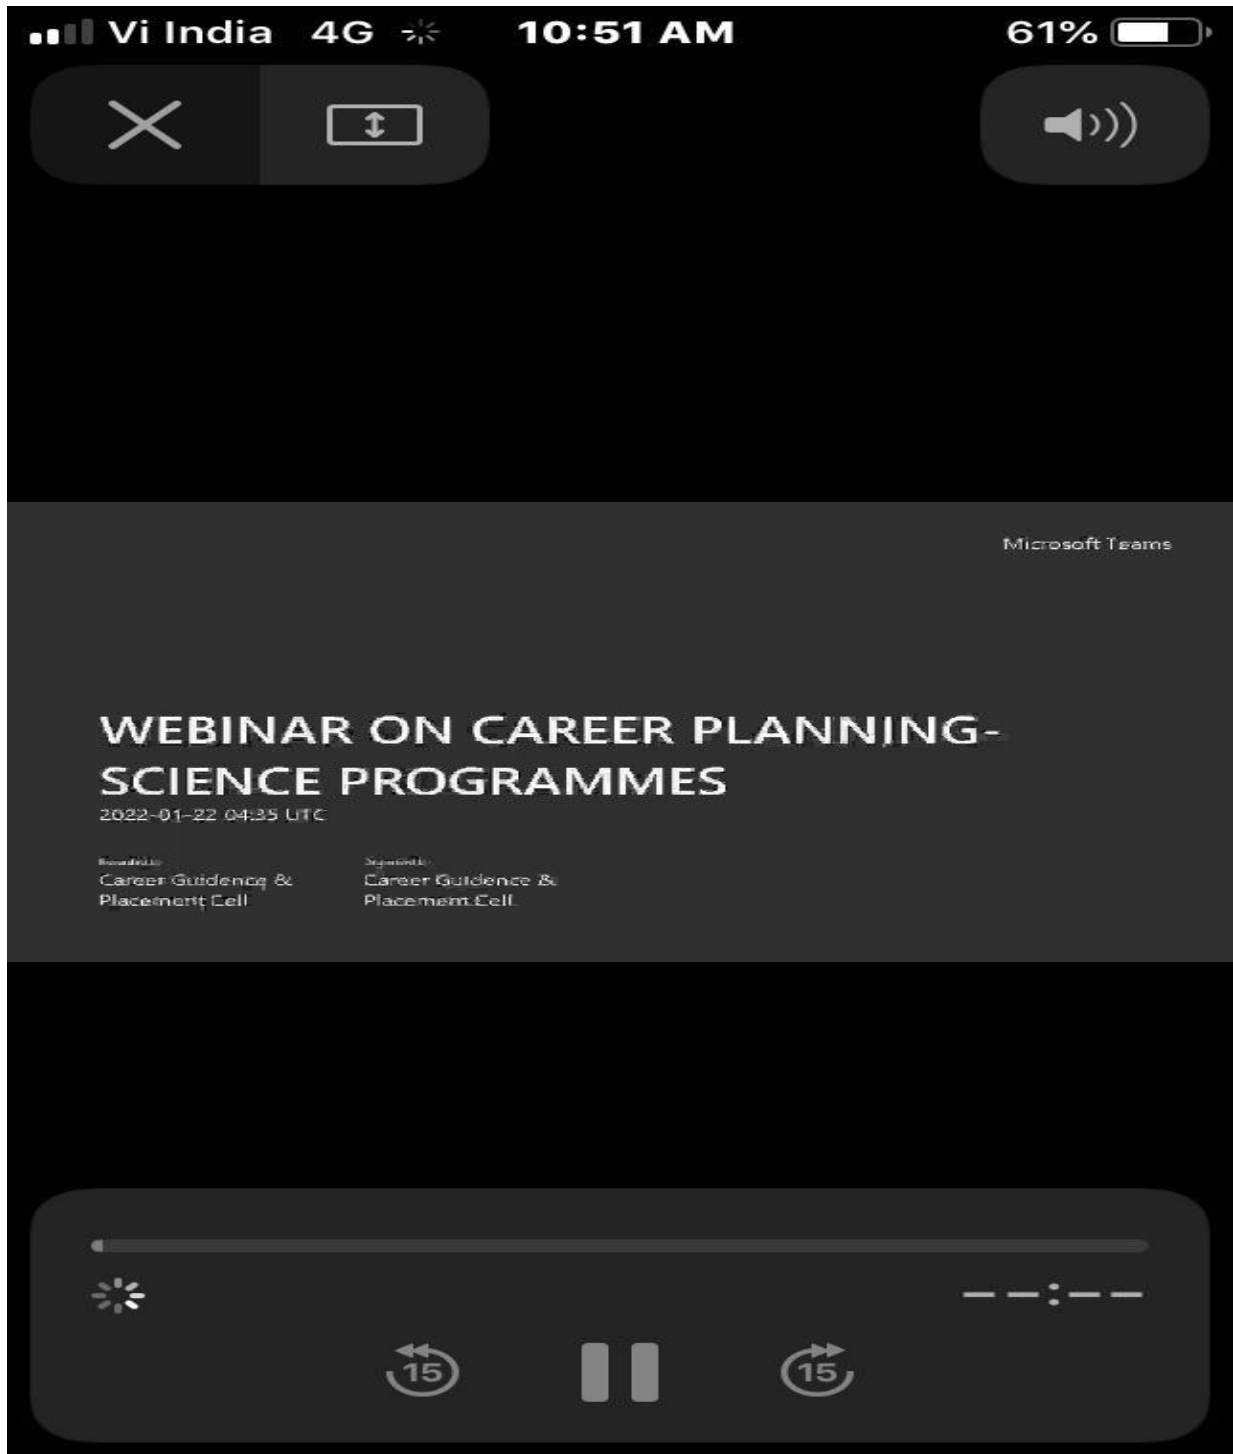 Vi India 4G 10:51 AM 61%
Microsoft Teams
WEBINAR ON CAREER PLANNING-
SCIENCE PROGRAMMES
2022-01-22 04:35 UTC
Career Guidence & Career Guidence &
Placement Cell Placement Cell
--:--
15 15